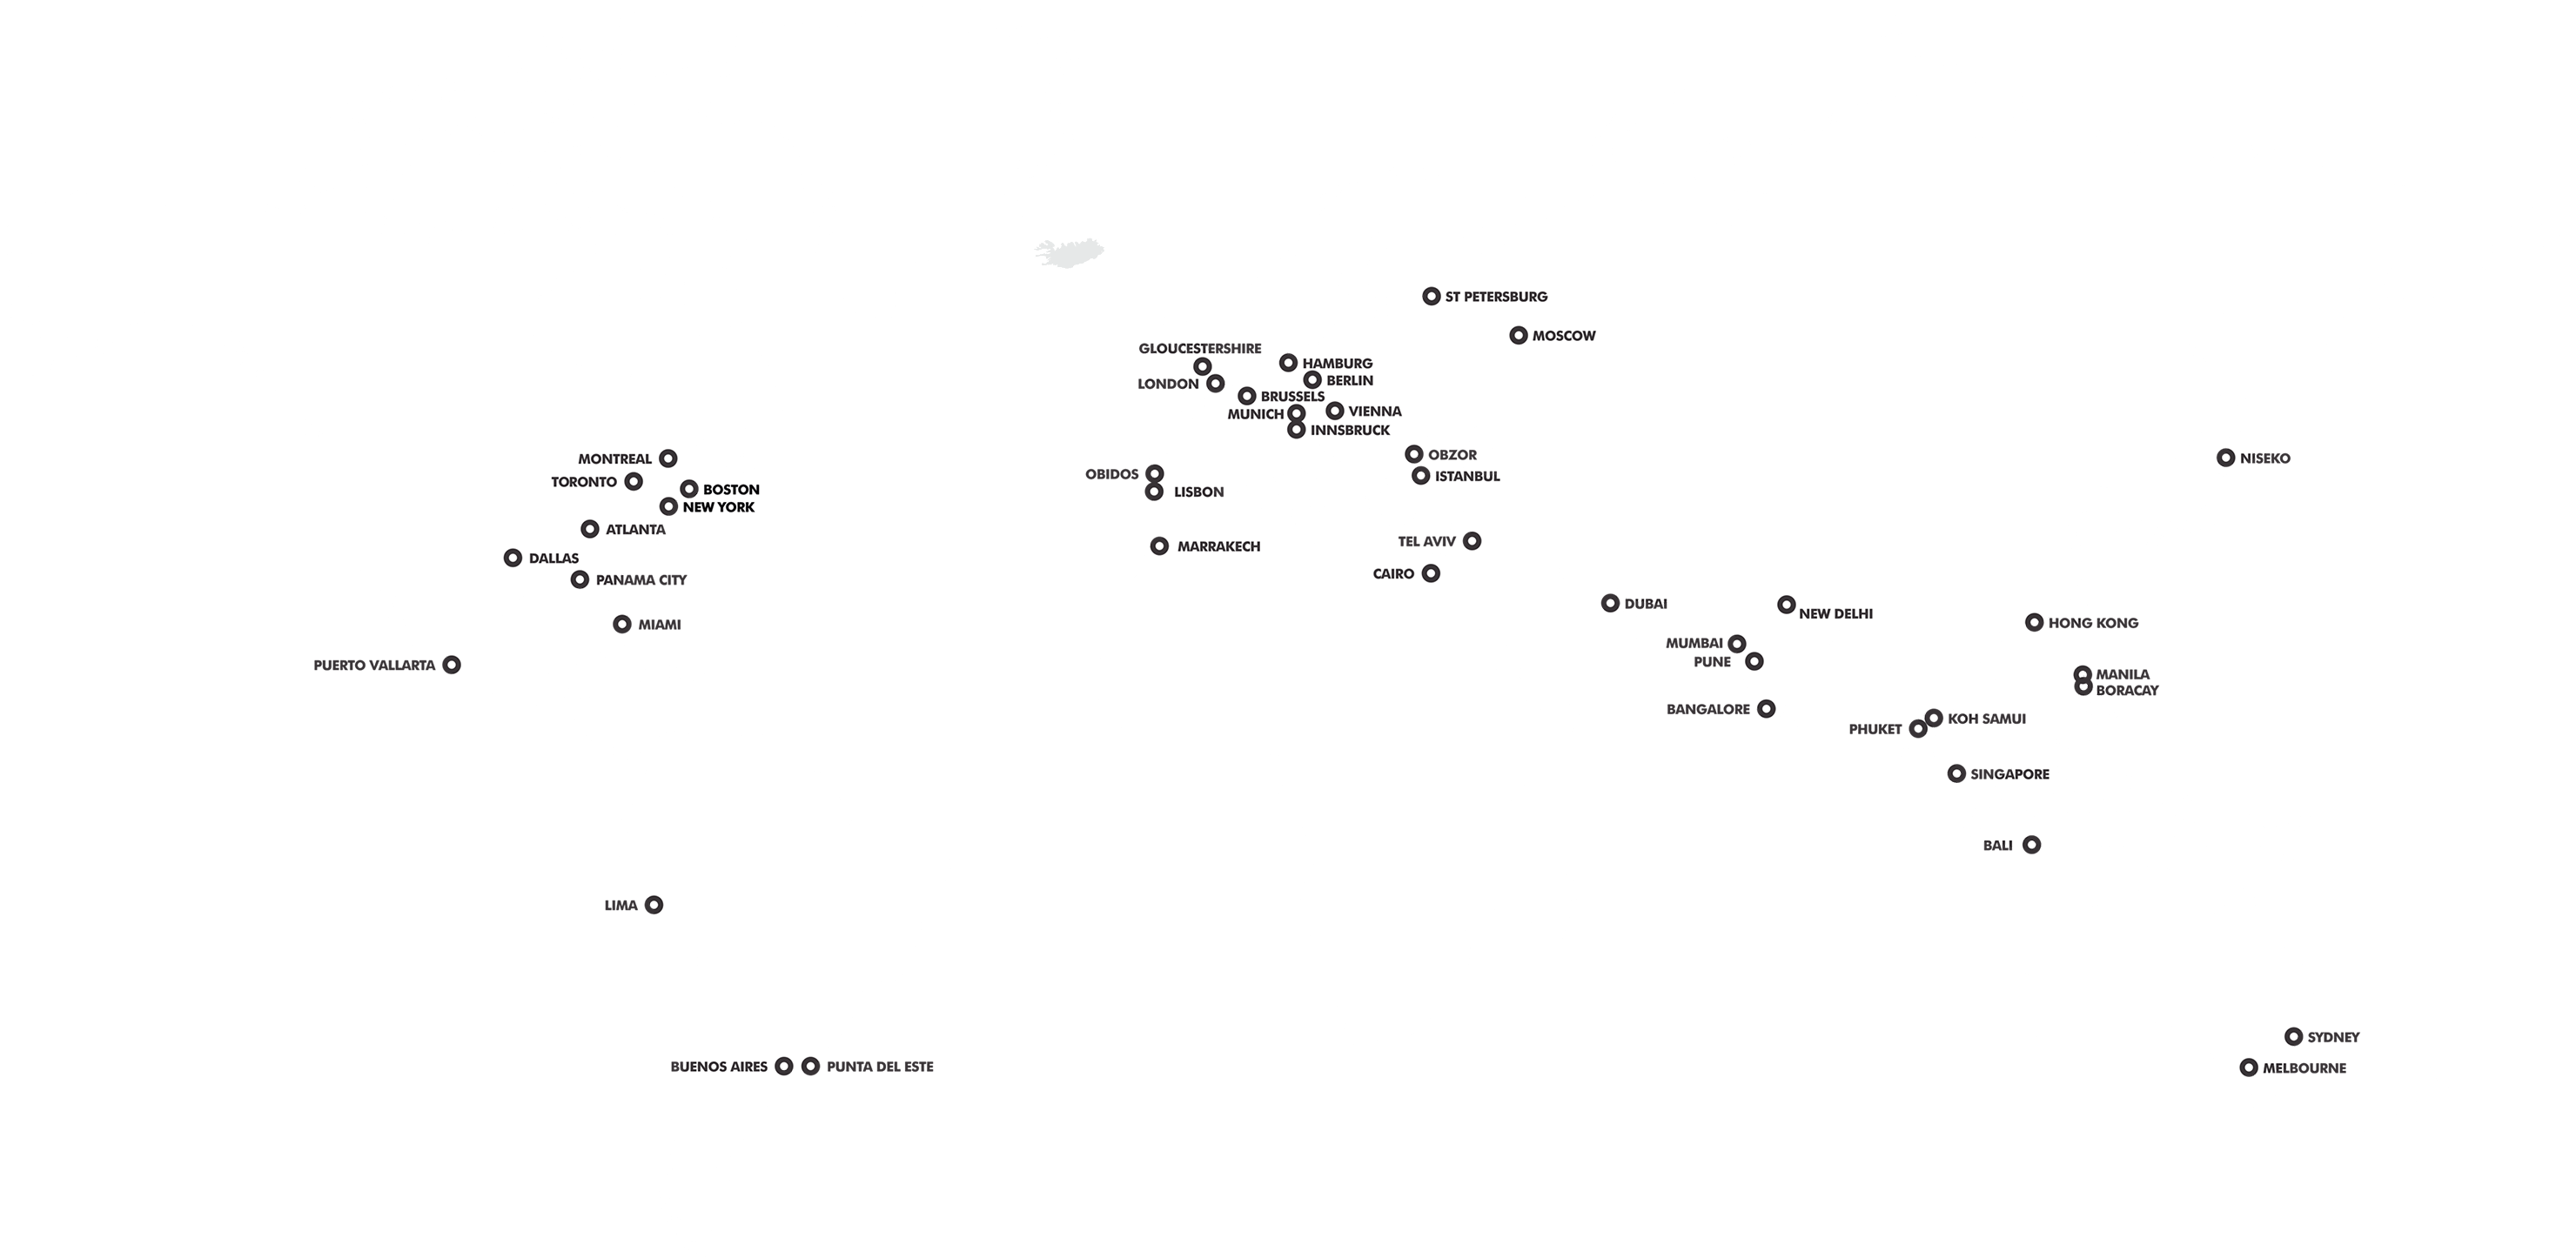 ST PETERSBURG
MOSCOW
GLOUCESTERSHIRE
HAMBURG
LONDON
BERLIN
BRUSSELS
MUNICH
VIENNA
INNSBRUCK
OBZOR
MONTREAL
NISEKO
OBIDOS
ISTANBUL
TORONTO
BOSTON
LISBON
NEW YORK
ATLANTA
TEL AVIV
MARRAKECH
DALLAS
CAIRO
PANAMA CITY
DUBAI
NEW DELHI
HONG KONG
MIAMI
MUMBAI
PUNE
PUERTO VALLARTA
MANILA
BORACAY
BANGALORE
KOH SAMUI
PHUKET
SINGAPORE
BALI
LIMA
SYDNEY
BUENOS AIRES
PUNTA DEL ESTE
MELBOURNE